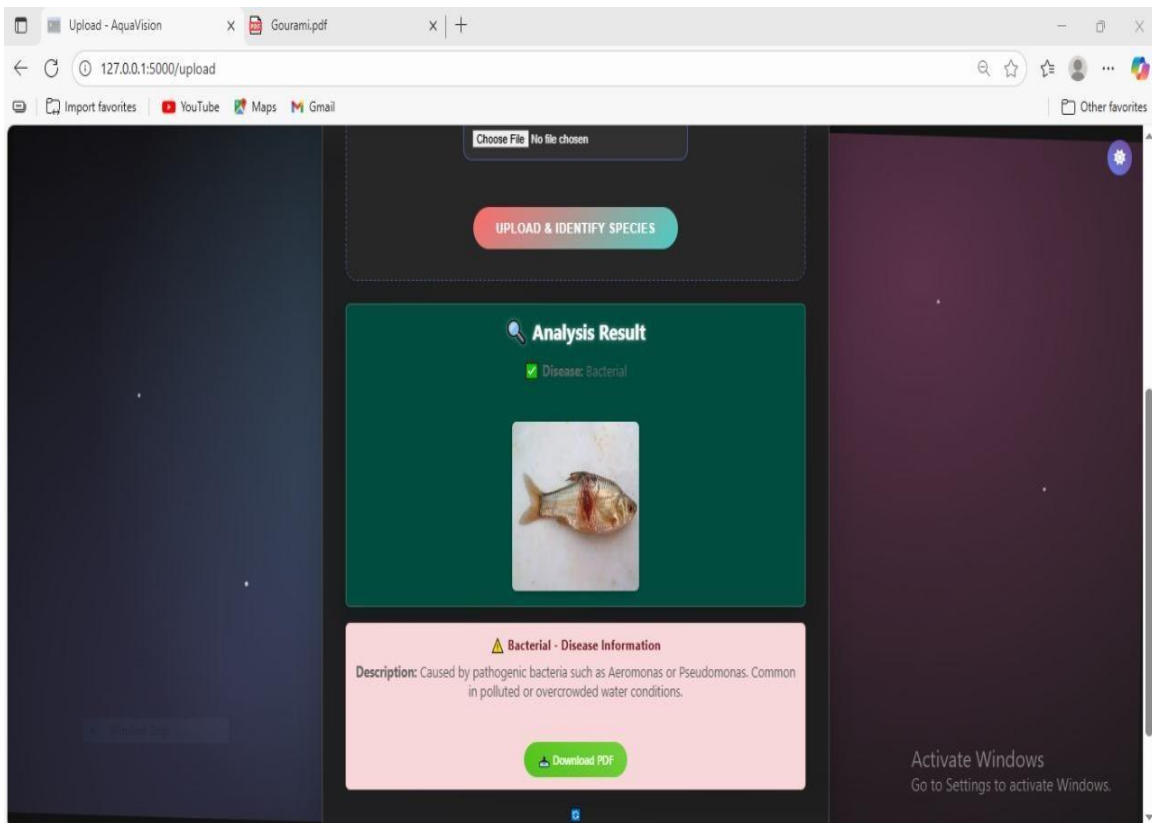 Upload - AquaVision
Gourami.pdf
127.0.0.1:5000/upload
Import favorites
YouTube
Maps
Gmail
Other favorites
Choose File No file chosen
UPLOAD & IDENTIFY SPECIES
Analysis Result
Disease: Bacterial
Bacterial - Disease Information
Description: Caused by pathogenic bacteria such as Aeromonas or Pseudomonas. Common
in polluted or overcrowded water conditions.
Download PDF
Activate Windows
Go to Settings to activate Windows.